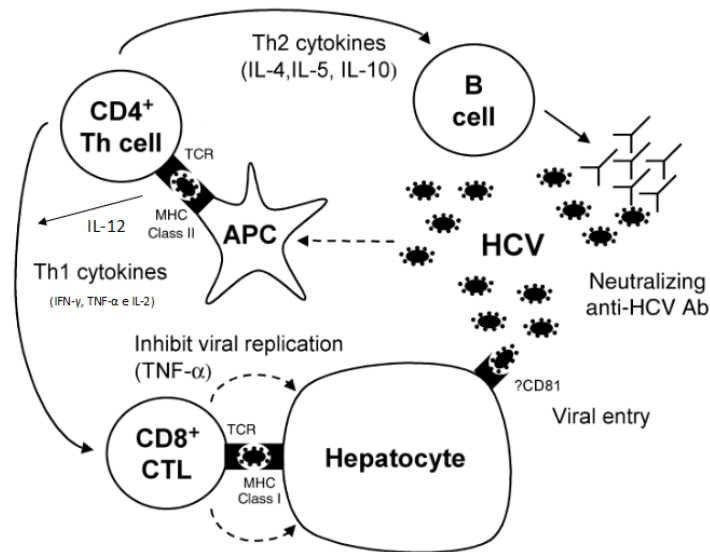 Th2 cytokines
(IL-4,IL-5, IL-10)
CD4+
Th cell
B
cell
TCR
MHC
Class II
APC
IL-12
HCV
Th1 cytokines
(IFN-γ, TNF-α e IL-2)
Neutralizing
anti-HCV Ab
Inhibit viral replication
(TNF-α)
?CD81
Viral entry
CD8+
CTL
TCR
MHC
Class I
Hepatocyte